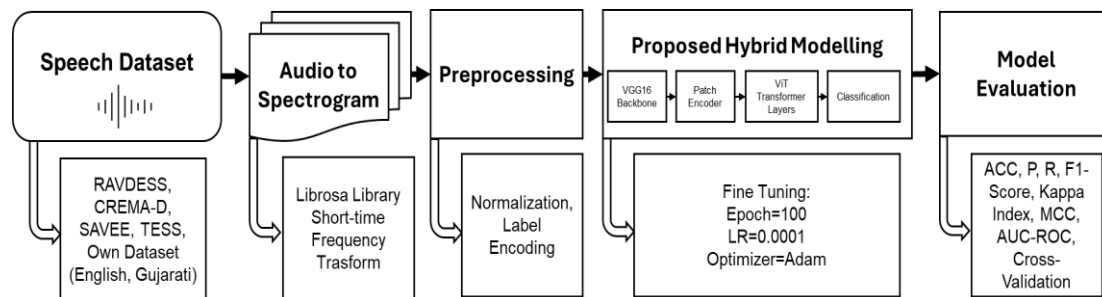 Speech Dataset
Audio to
Spectrogram
Preprocessing
Proposed Hybrid Modelling
VGG16
Backbone
Patch
Encoder
ViT
Transformer
Layers
Classification
Model
Evaluation
RAVDESS,
CREMA-D,
SAVEE, TESS,
Own Dataset
(English, Gujarati)
Librosa Library
Short-time
Frequency
Trasform
Normalization,
Label
Encoding
Fine Tuning:
Epoch=100
LR=0.0001
Optimizer=Adam
ACC, P, R, F1-
Score, Kappa
Index, MCC,
AUC-ROC,
Cross-
Validation